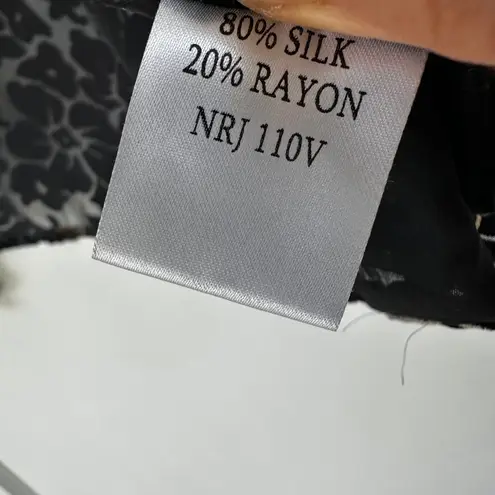 80% SILK
20% RAYON
NRJ 110V